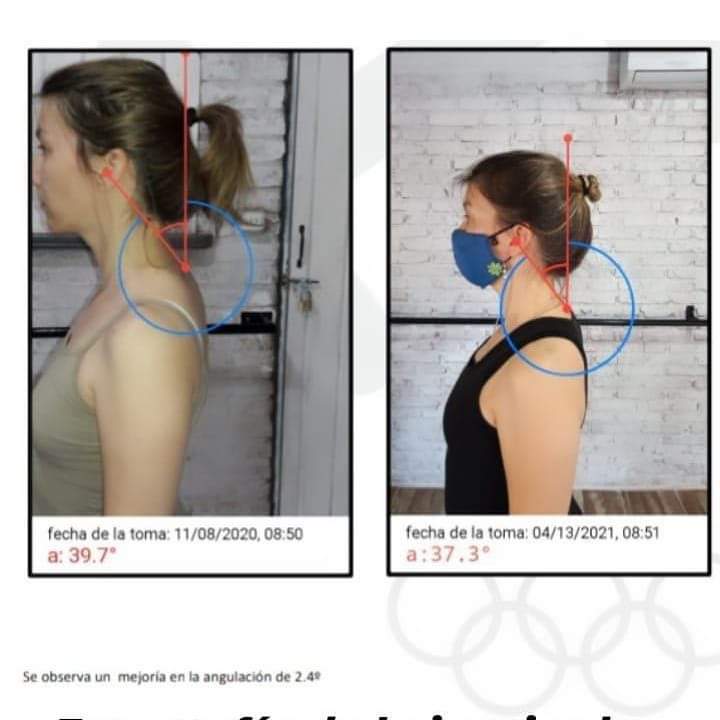 fecha de la toma: 11/08/2020, 08:50
a: 39.7°
fecha de la toma: 04/13/2021, 08:51
a:37.3°
Se observa un  mejoría en la angulación de 2.4º